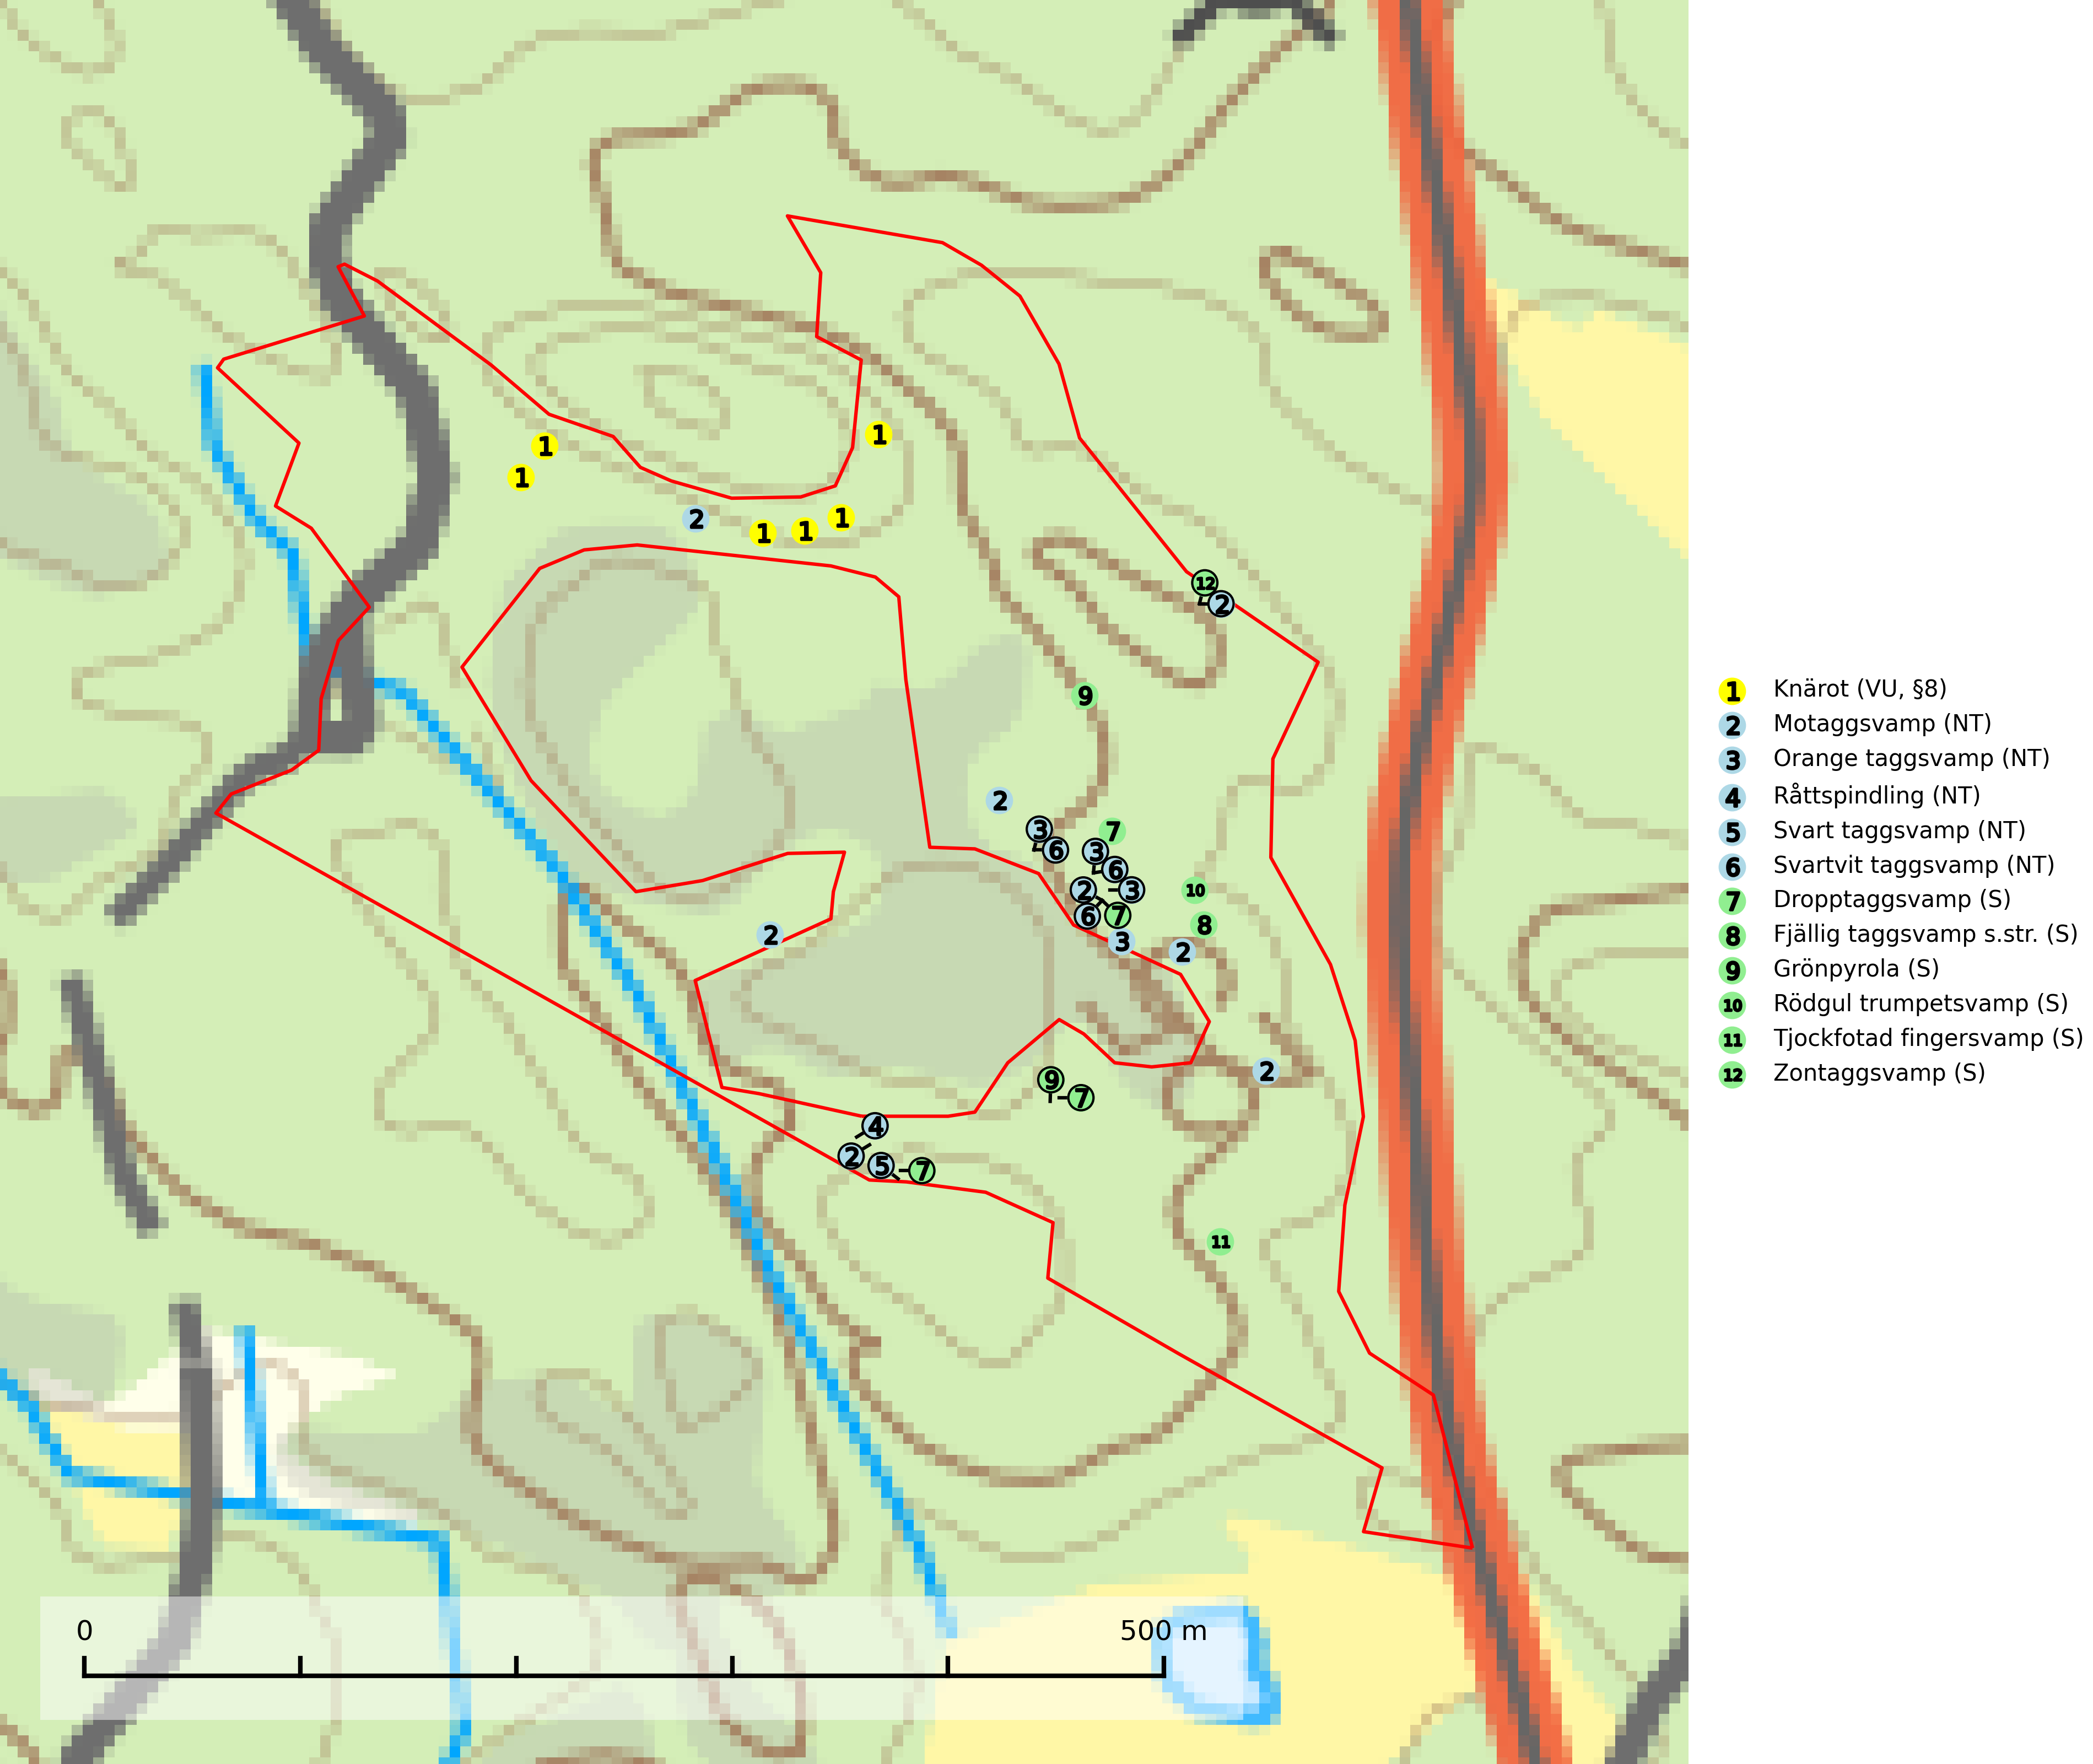 1
1
1
2
1
1
1
12
2
9
2
3
7
6
3
6
2
3
10
6
7
8
2
3
2
2
9
7
4
2
5
7
11
0
500 m
1 Knärot (VU, §8)
2 Motaggsvamp (NT)
3 Orange taggsvamp (NT)
4 Råttspindling (NT)
5 Svart taggsvamp (NT)
6 Svartvit taggsvamp (NT)
7 Dropptaggsvamp (S)
8 Fjällig taggsvamp s.str. (S)
9 Grönpyrola (S)
10 Rödgul trumpetsvamp (S)
11 Tjockfotad fingersvamp (S)
12 Zontaggsvamp (S)